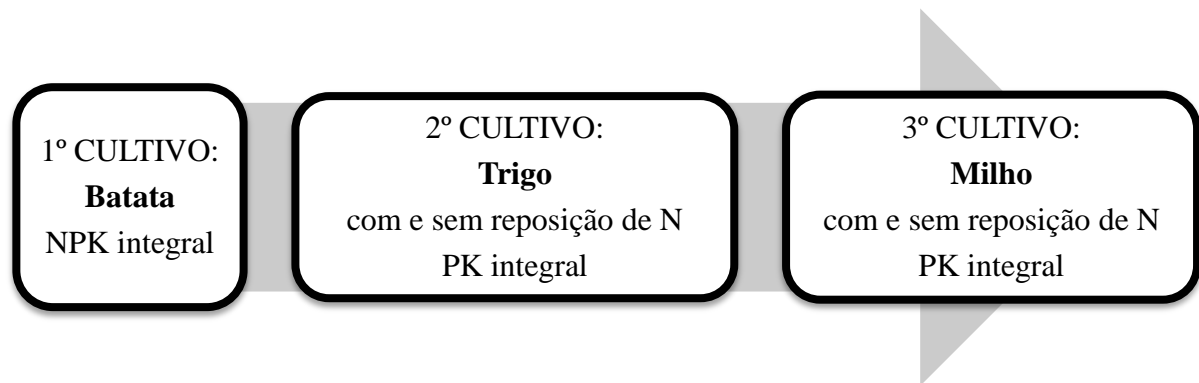 1º CULTIVO:
Batata
NPK integral
2º CULTIVO:
Trigo
com e sem reposição de N
PK integral
3º CULTIVO:
Milho
com e sem reposição de N
PK integral